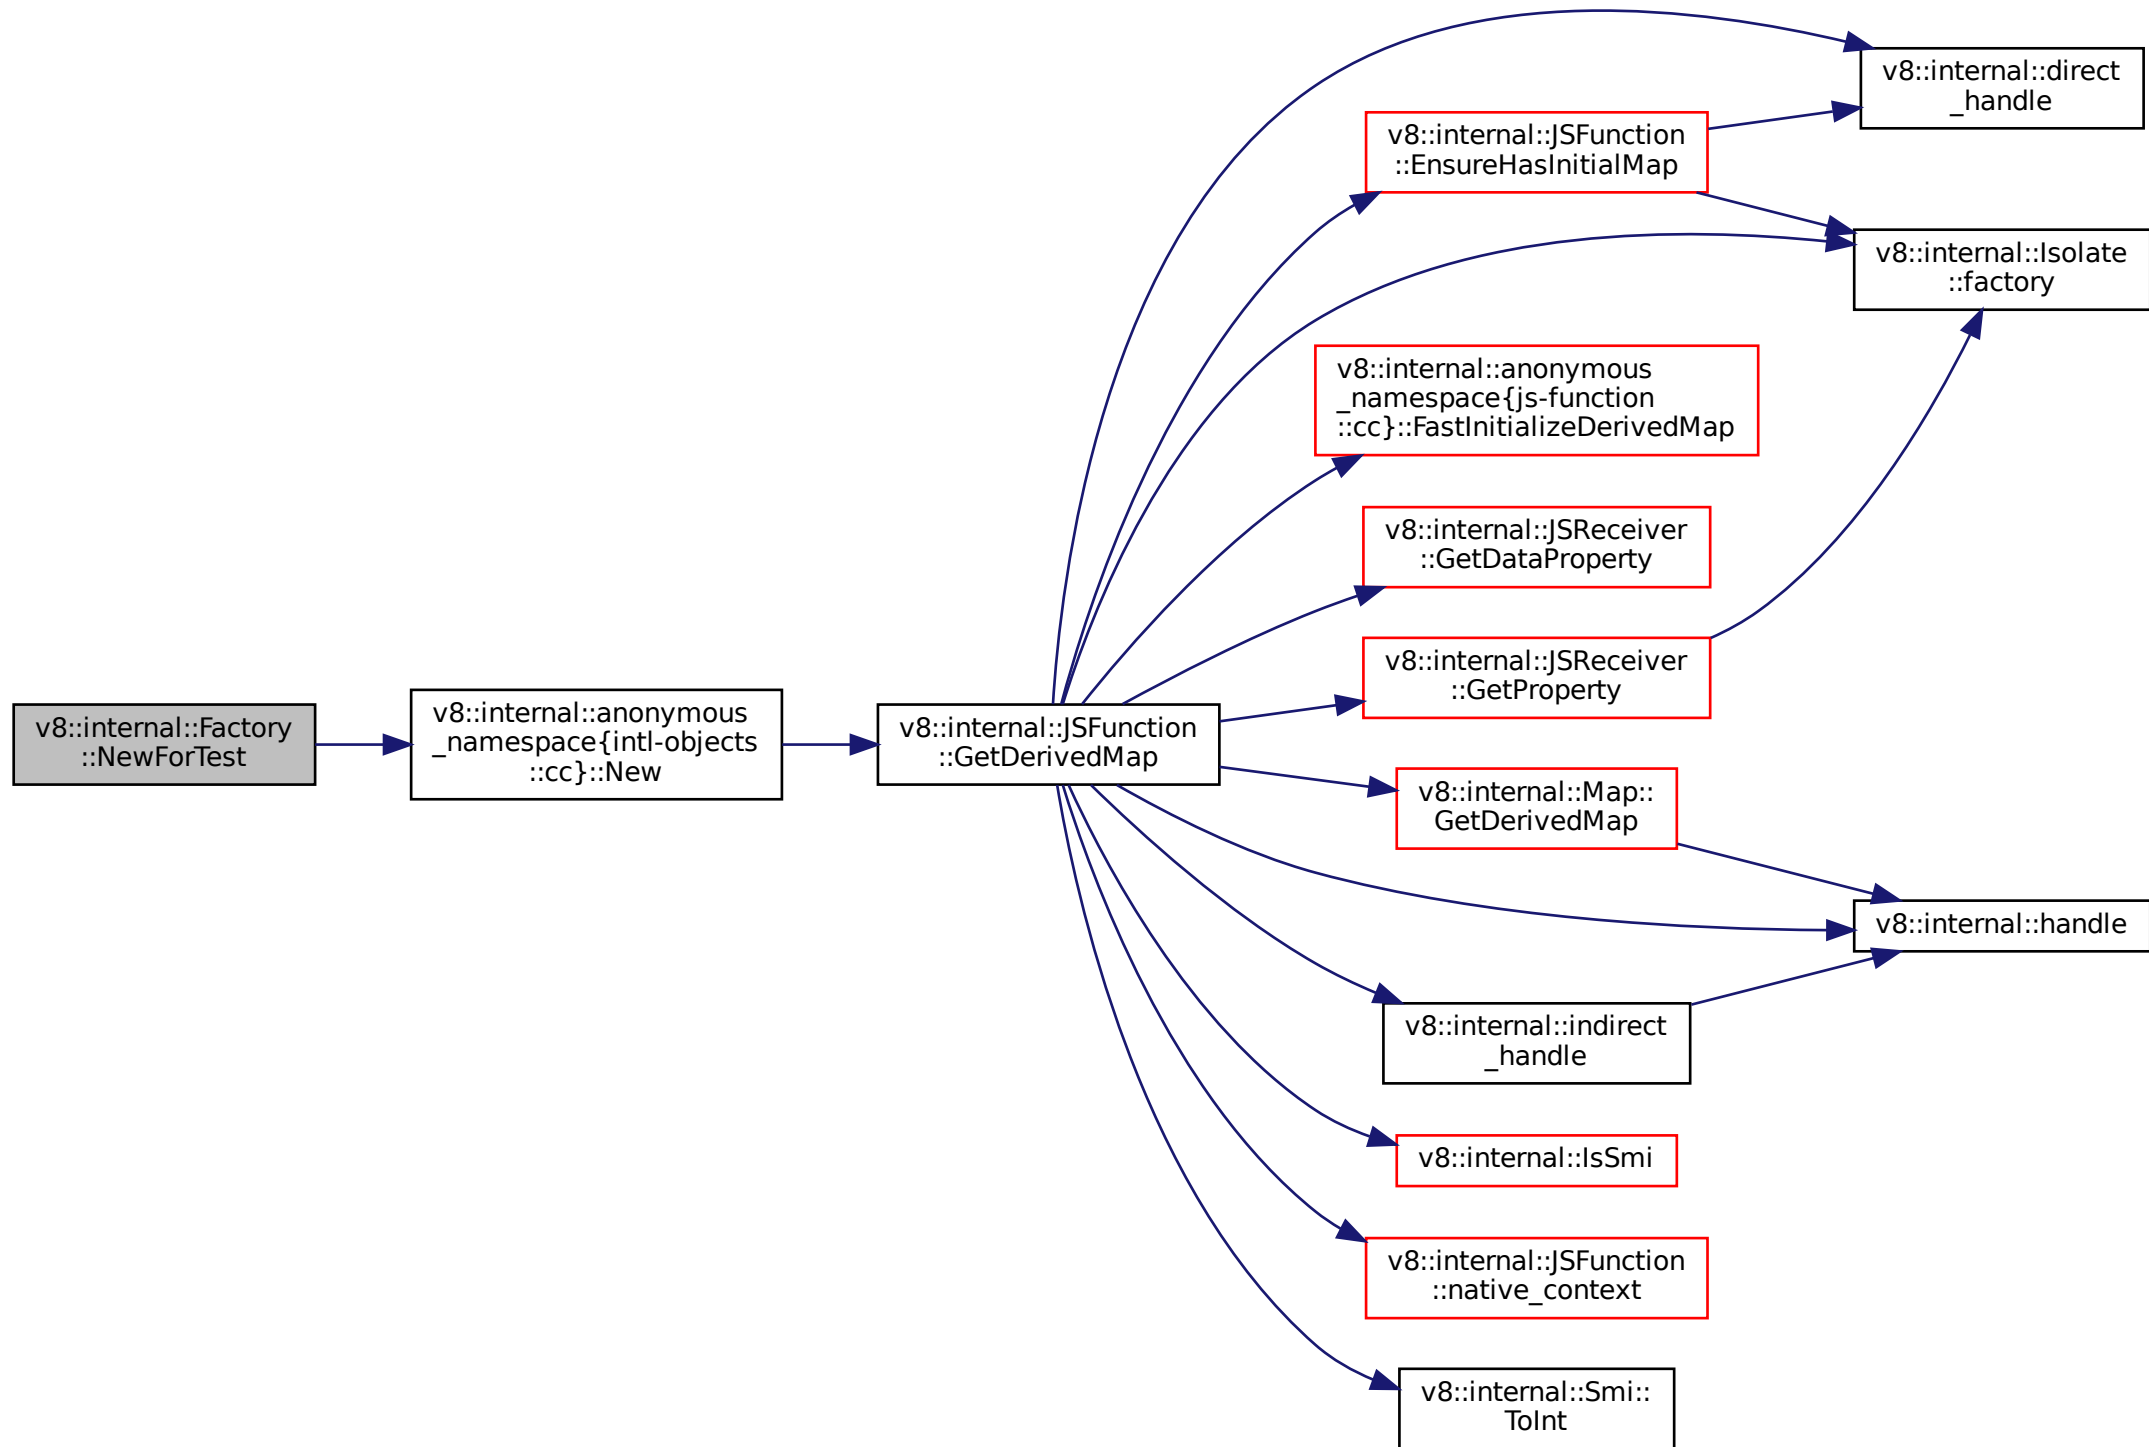 v8::internal::direct
_handle
v8::internal::JSFunction
::EnsureHasInitialMap
v8::internal::Isolate
::factory
v8::internal::anonymous
_namespace{js-function
::cc}::FastInitializeDerivedMap
v8::internal::JSReceiver
::GetDataProperty
v8::internal::JSReceiver
::GetProperty
v8::internal::Factory
::NewForTest
v8::internal::anonymous
_namespace{intl-objects
::cc}::New
v8::internal::JSFunction
::GetDerivedMap
v8::internal::Map::
GetDerivedMap
v8::internal::handle
v8::internal::indirect
_handle
v8::internal::IsSmi
v8::internal::JSFunction
::native_context
v8::internal::Smi::
ToInt